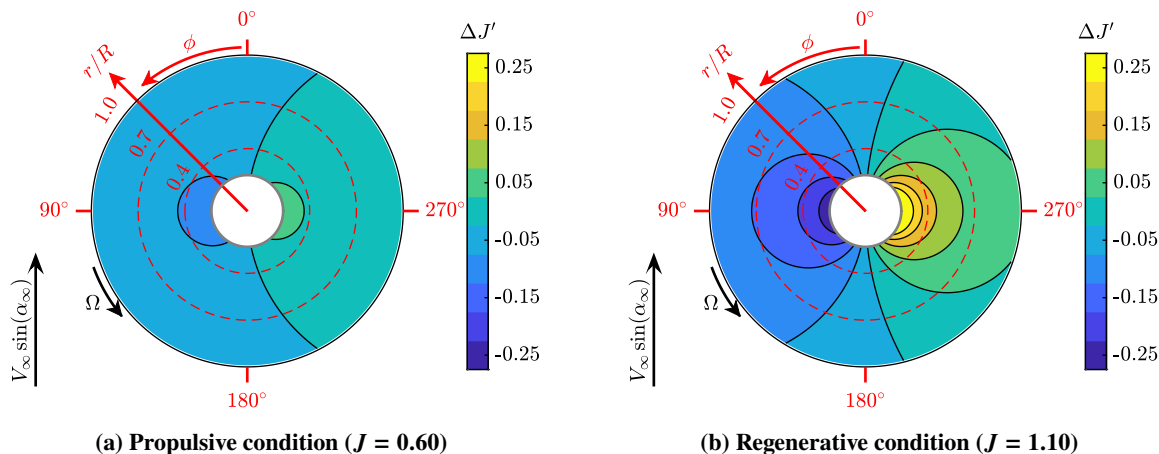 0°
ϕ
r/R
1.0
0.7
0.4
90°
270°
180°
Ω
V∞ sin(α∞)
ΔJ′
0.25
0.15
0.05
-0.05
-0.15
-0.25
(a) Propulsive condition (J = 0.60)
0°
ϕ
r/R
1.0
0.7
0.4
90°
270°
180°
Ω
V∞ sin(α∞)
ΔJ′
0.25
0.15
0.05
-0.05
-0.15
-0.25
(b) Regenerative condition (J = 1.10)